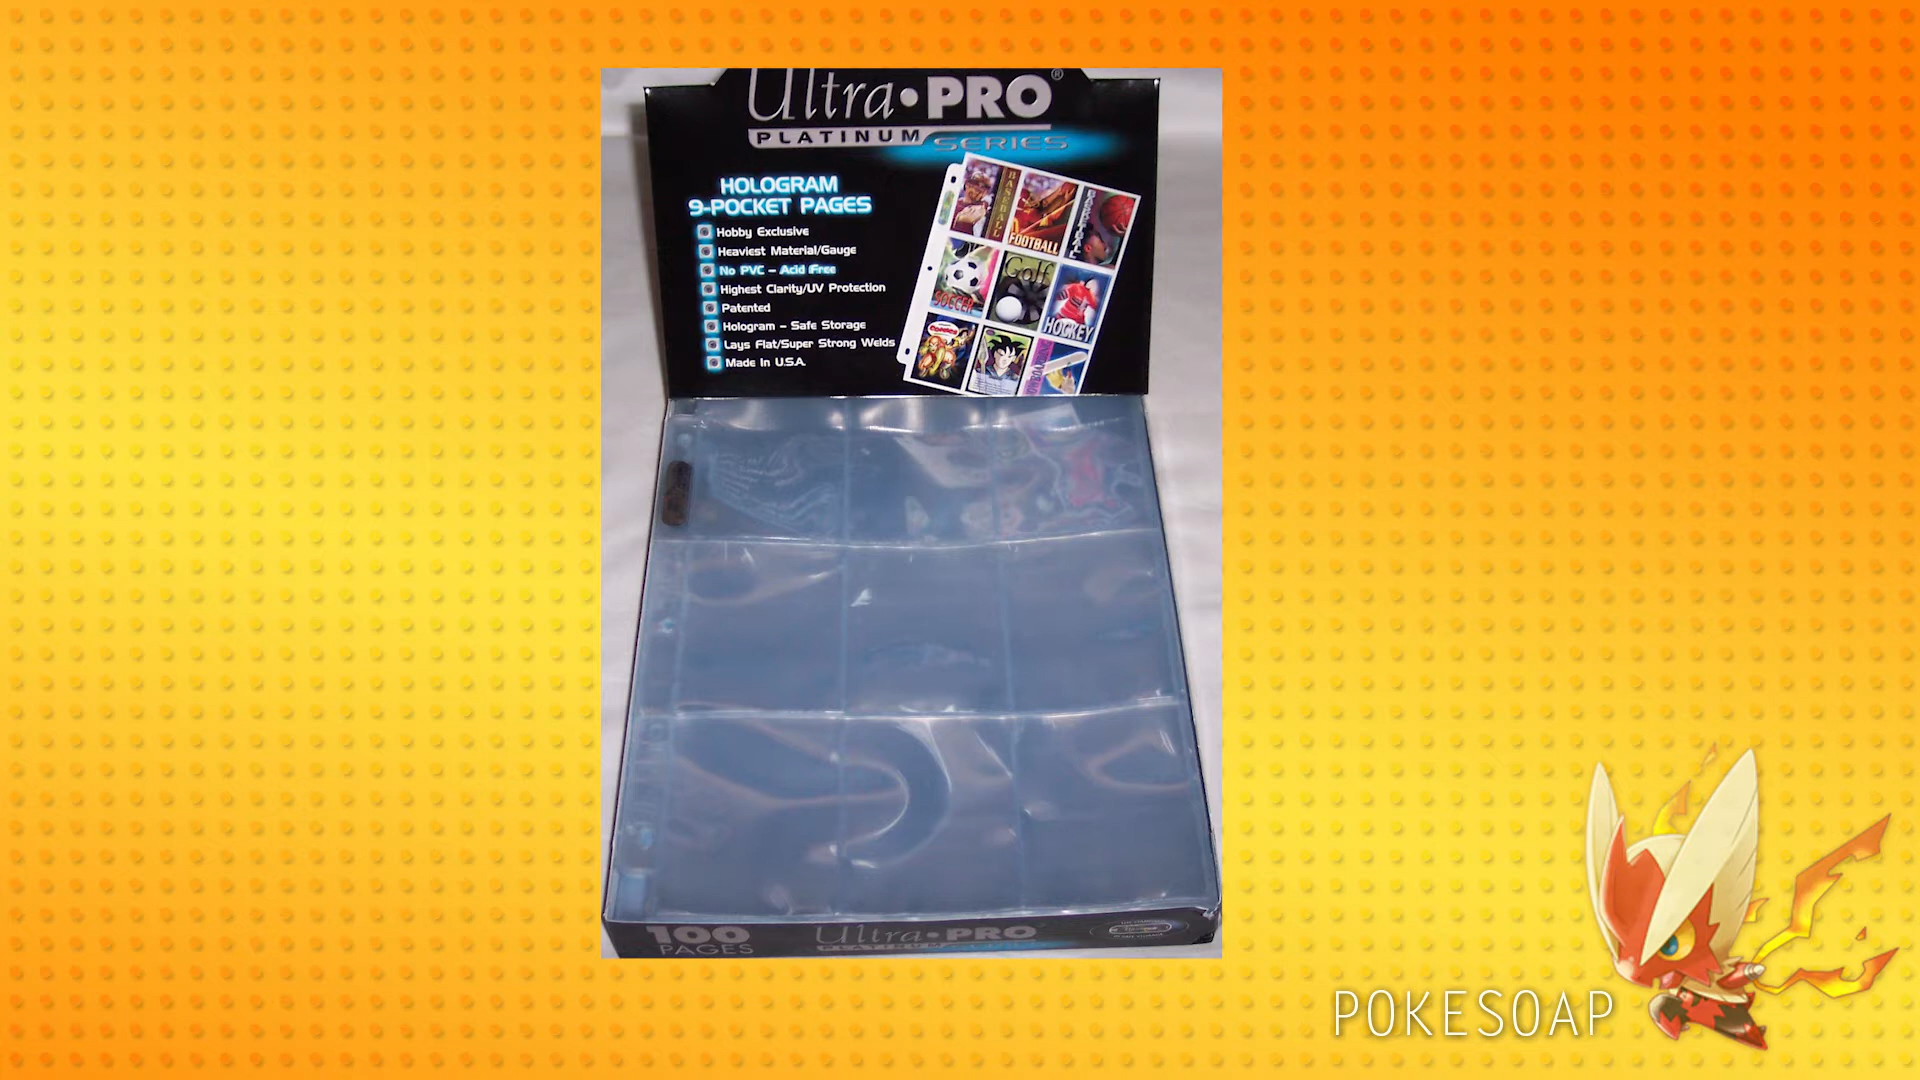 Ultra•PRO®
PLATINUM SERIES
HOLOGRAM
9-POCKET PAGES
Hobby Exclusive
Heaviest Material/Gauge
No PVC – Acid Free
Highest Clarity/UV Protection
Patented
Hologram – Safe Storage
Lays Flat/Super Strong Welds
Made In U.S.A.
BASEBALL
FOOTBALL
BASKETBALL
SOCCER
Golf
HOCKEY
COMICS
100
PAGES
Ultra•PRO
PLATINUM
POKESOAP